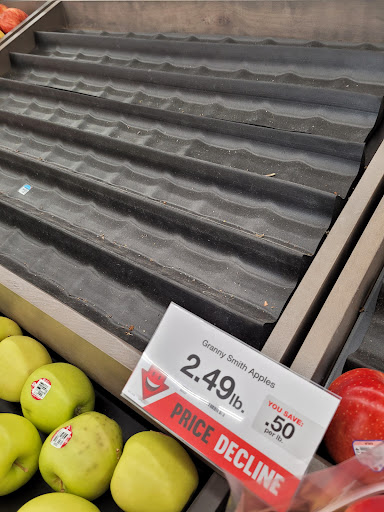 Granny Smith Apples
2.49 lb.
YOU SAVE:
.50
per lb.
PRICE DECLINE